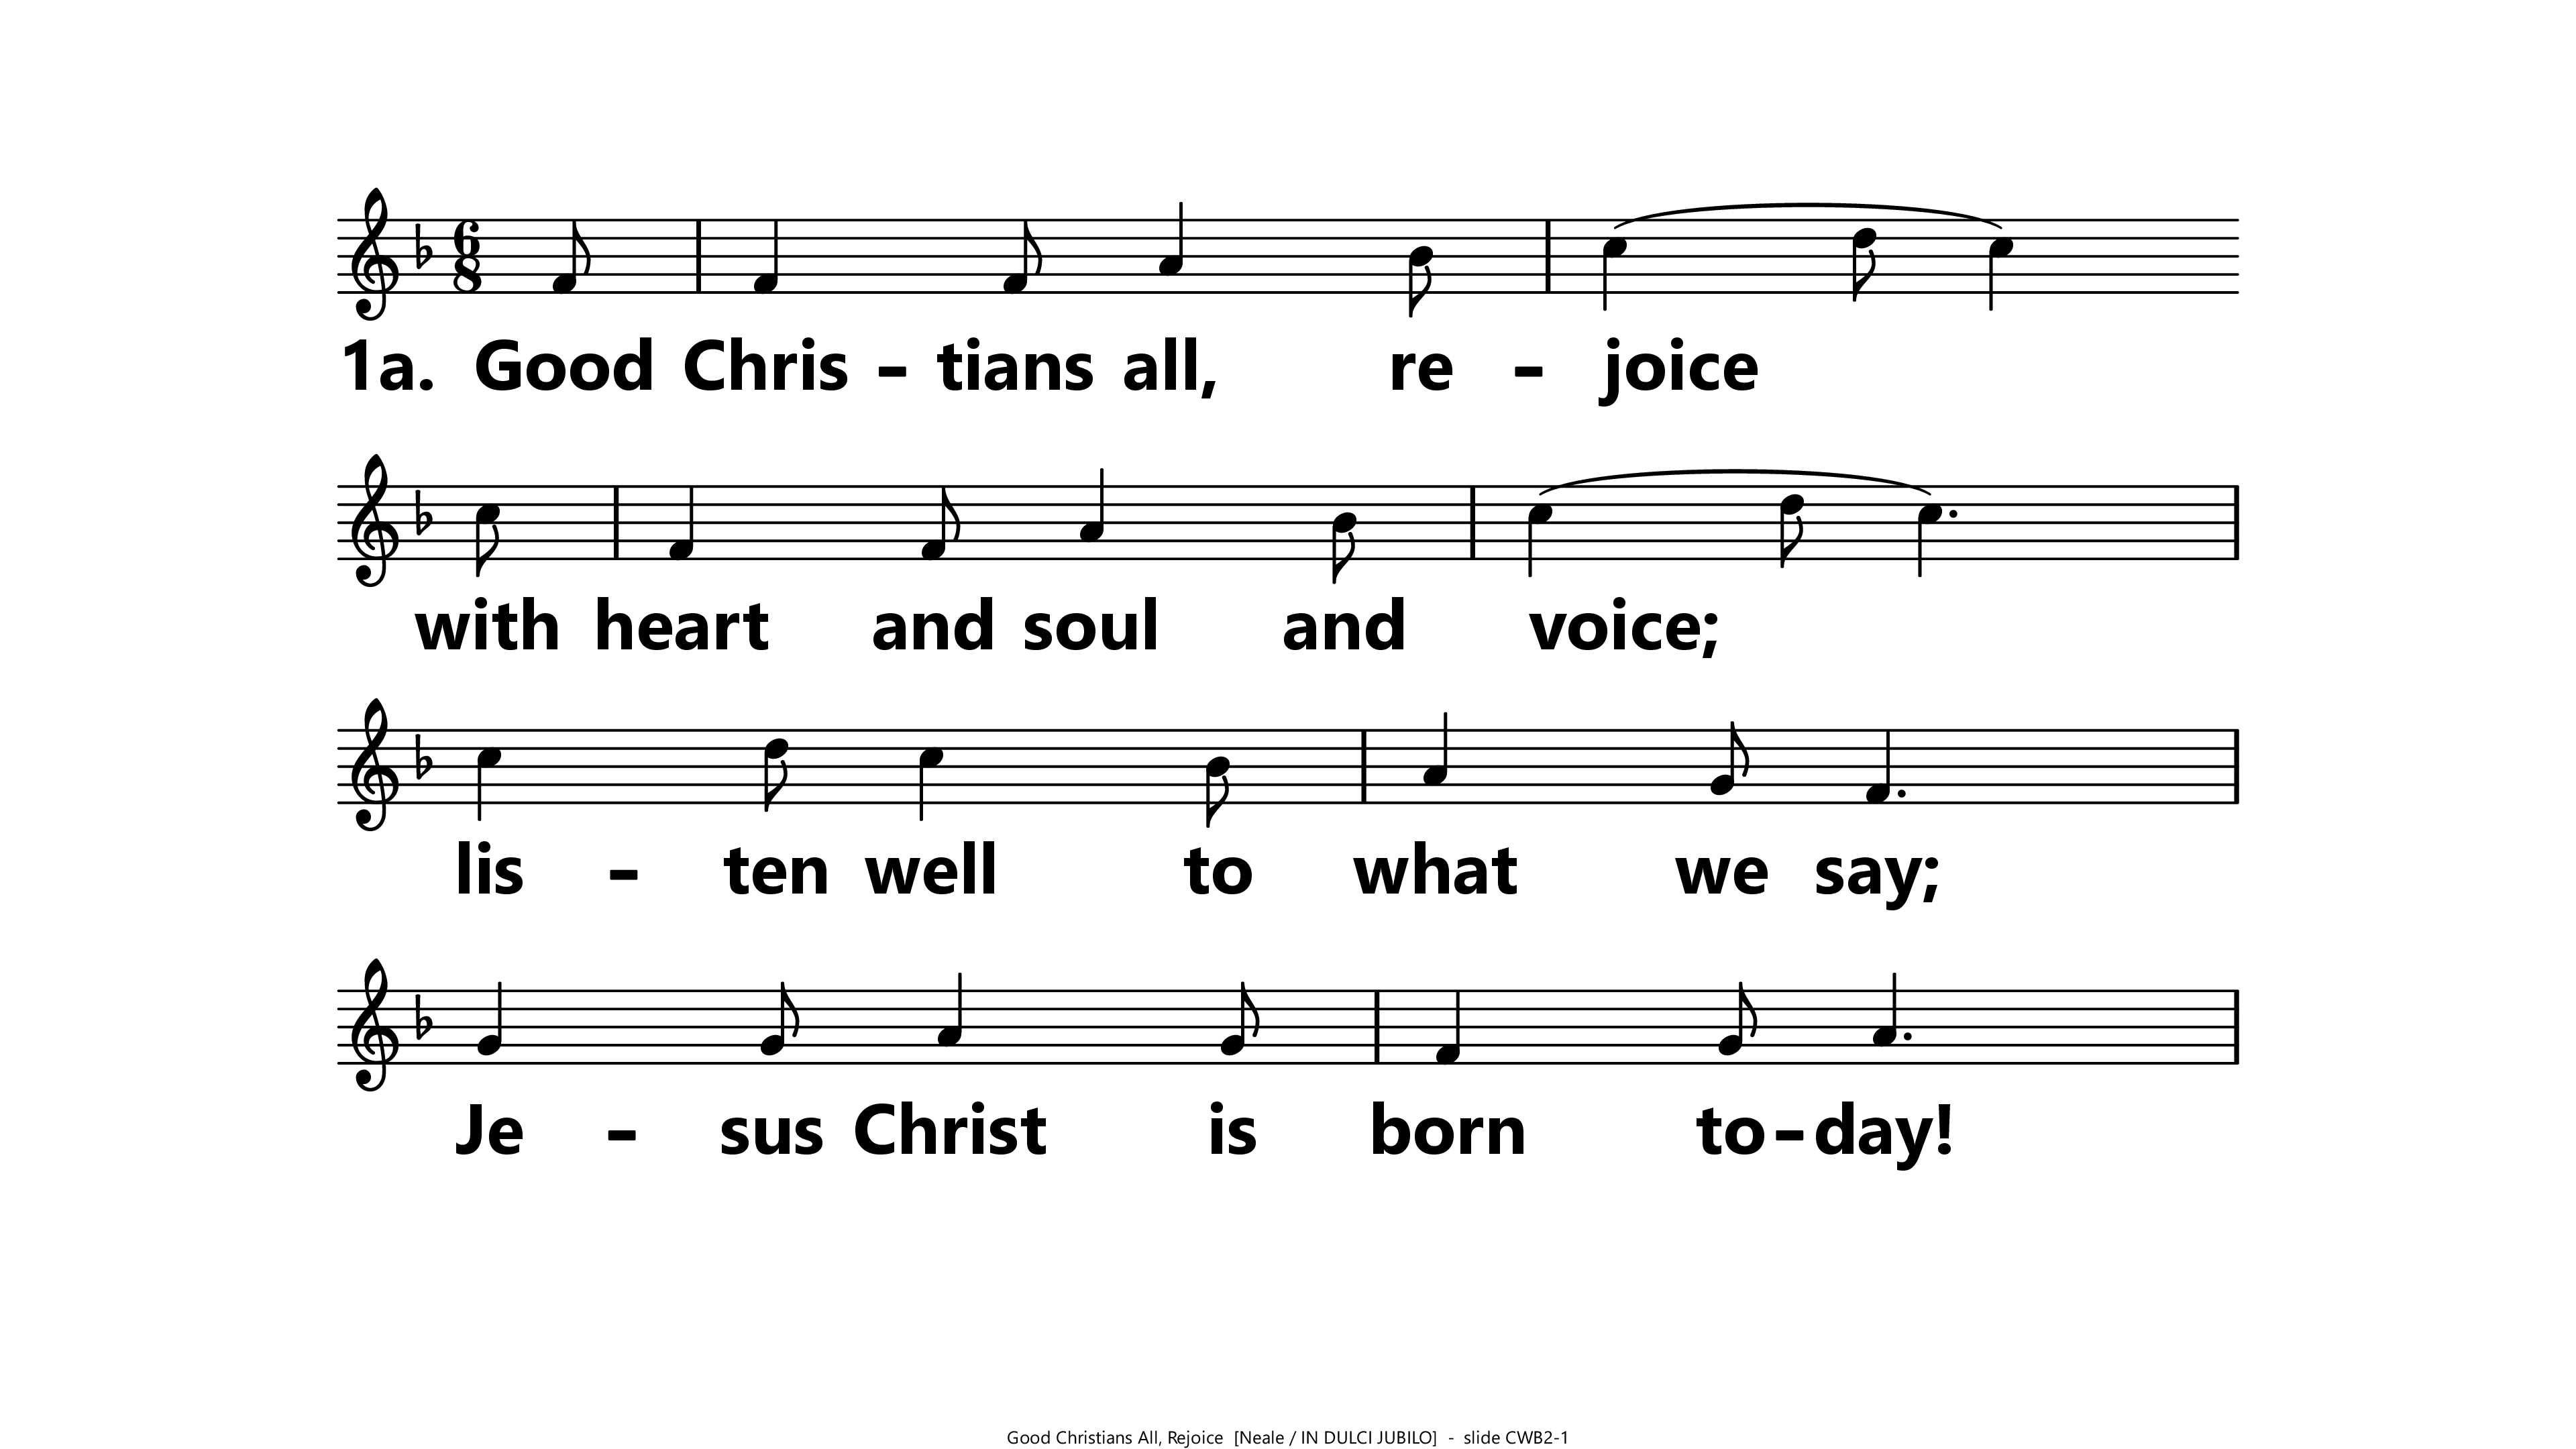 1a. Good Chris - tians all, re - joice
with heart and soul and voice;
lis - ten well to what we say;
Je - sus Christ is born to - day!
Good Christians All, Rejoice [Neale / IN DULCI JUBILO] - slide CWB2-1